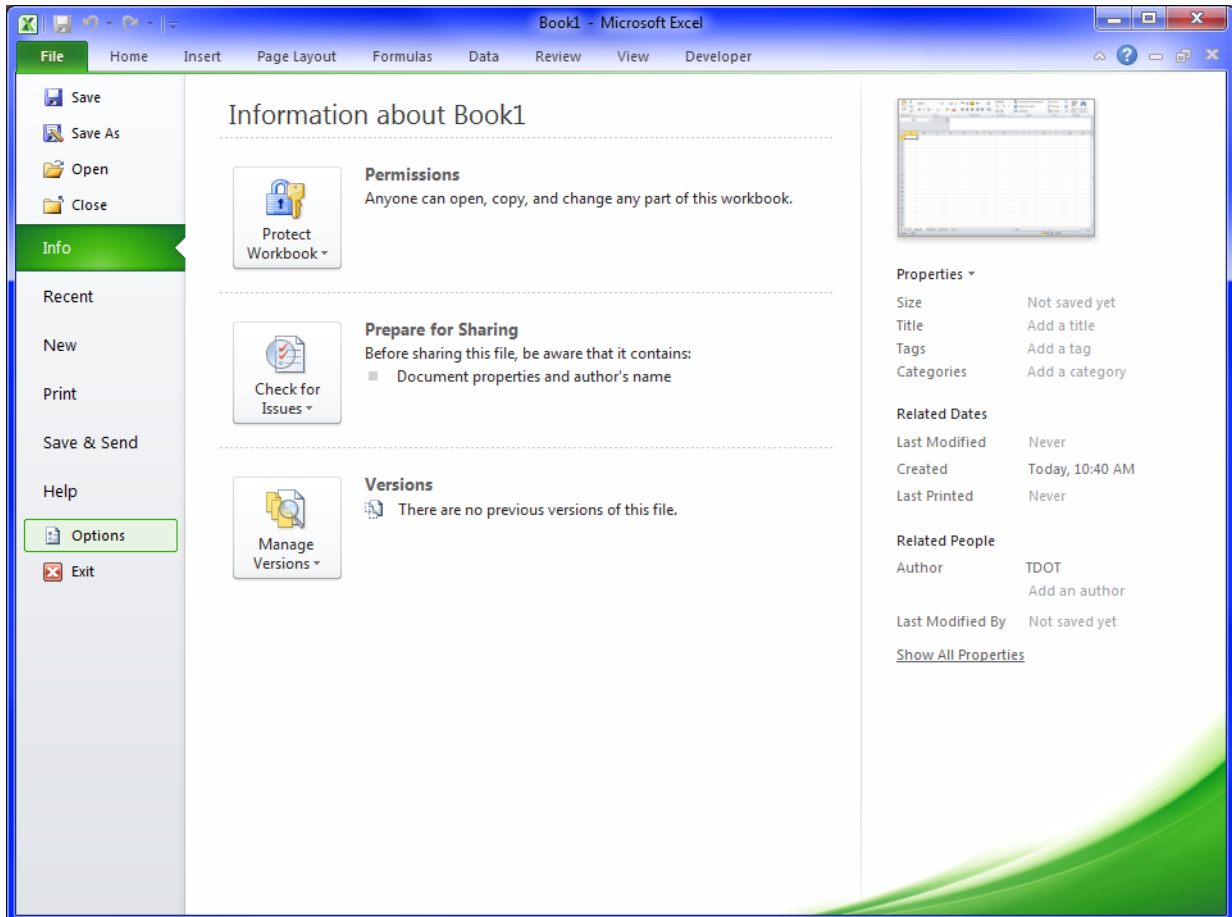 Book1 - Microsoft Excel
File Home Insert Page Layout Formulas Data Review View Developer
Save
Save As
Open
Close
Info
Recent
New
Print
Save & Send
Help
Options
Exit
Information about Book1
Protect
Workbook
Permissions
Anyone can open, copy, and change any part of this workbook.
Check for
Issues
Prepare for Sharing
Before sharing this file, be aware that it contains:
Document properties and author's name
Manage
Versions
Versions
There are no previous versions of this file.
Properties
Size Not saved yet
Title Add a title
Tags Add a tag
Categories Add a category
Related Dates
Last Modified Never
Created Today, 10:40 AM
Last Printed Never
Related People
Author TDOT
Add an author
Last Modified By Not saved yet
Show All Properties